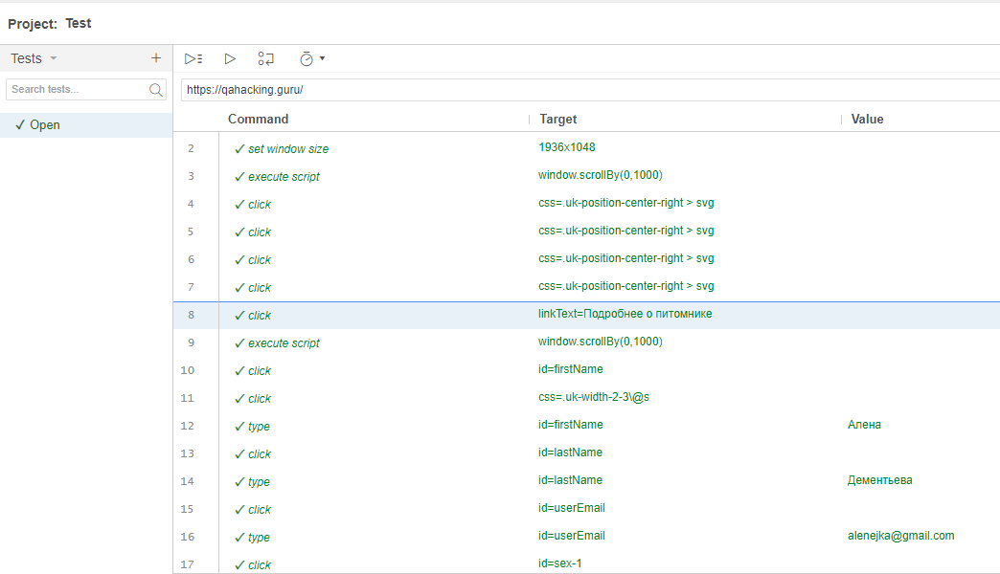 Project: Test
Tests
Search tests...
https://qahacking.guru/
✓ Open
Command Target Value
2 ✓ set window size 1936x1048
3 ✓ execute script window.scrollBy(0,1000)
4 ✓ click css=.uk-position-center-right > svg
5 ✓ click css=.uk-position-center-right > svg
6 ✓ click css=.uk-position-center-right > svg
7 ✓ click css=.uk-position-center-right > svg
8 ✓ click linkText=Подробнее о питомнике
9 ✓ execute script window.scrollBy(0,1000)
10 ✓ click id=firstName
11 ✓ click css=.uk-width-2-3\@s
12 ✓ type id=firstName Алена
13 ✓ click id=lastName
14 ✓ type id=lastName Дементьева
15 ✓ click id=userEmail
16 ✓ type id=userEmail alenejka@gmail.com
17 ✓ click id=sex-1